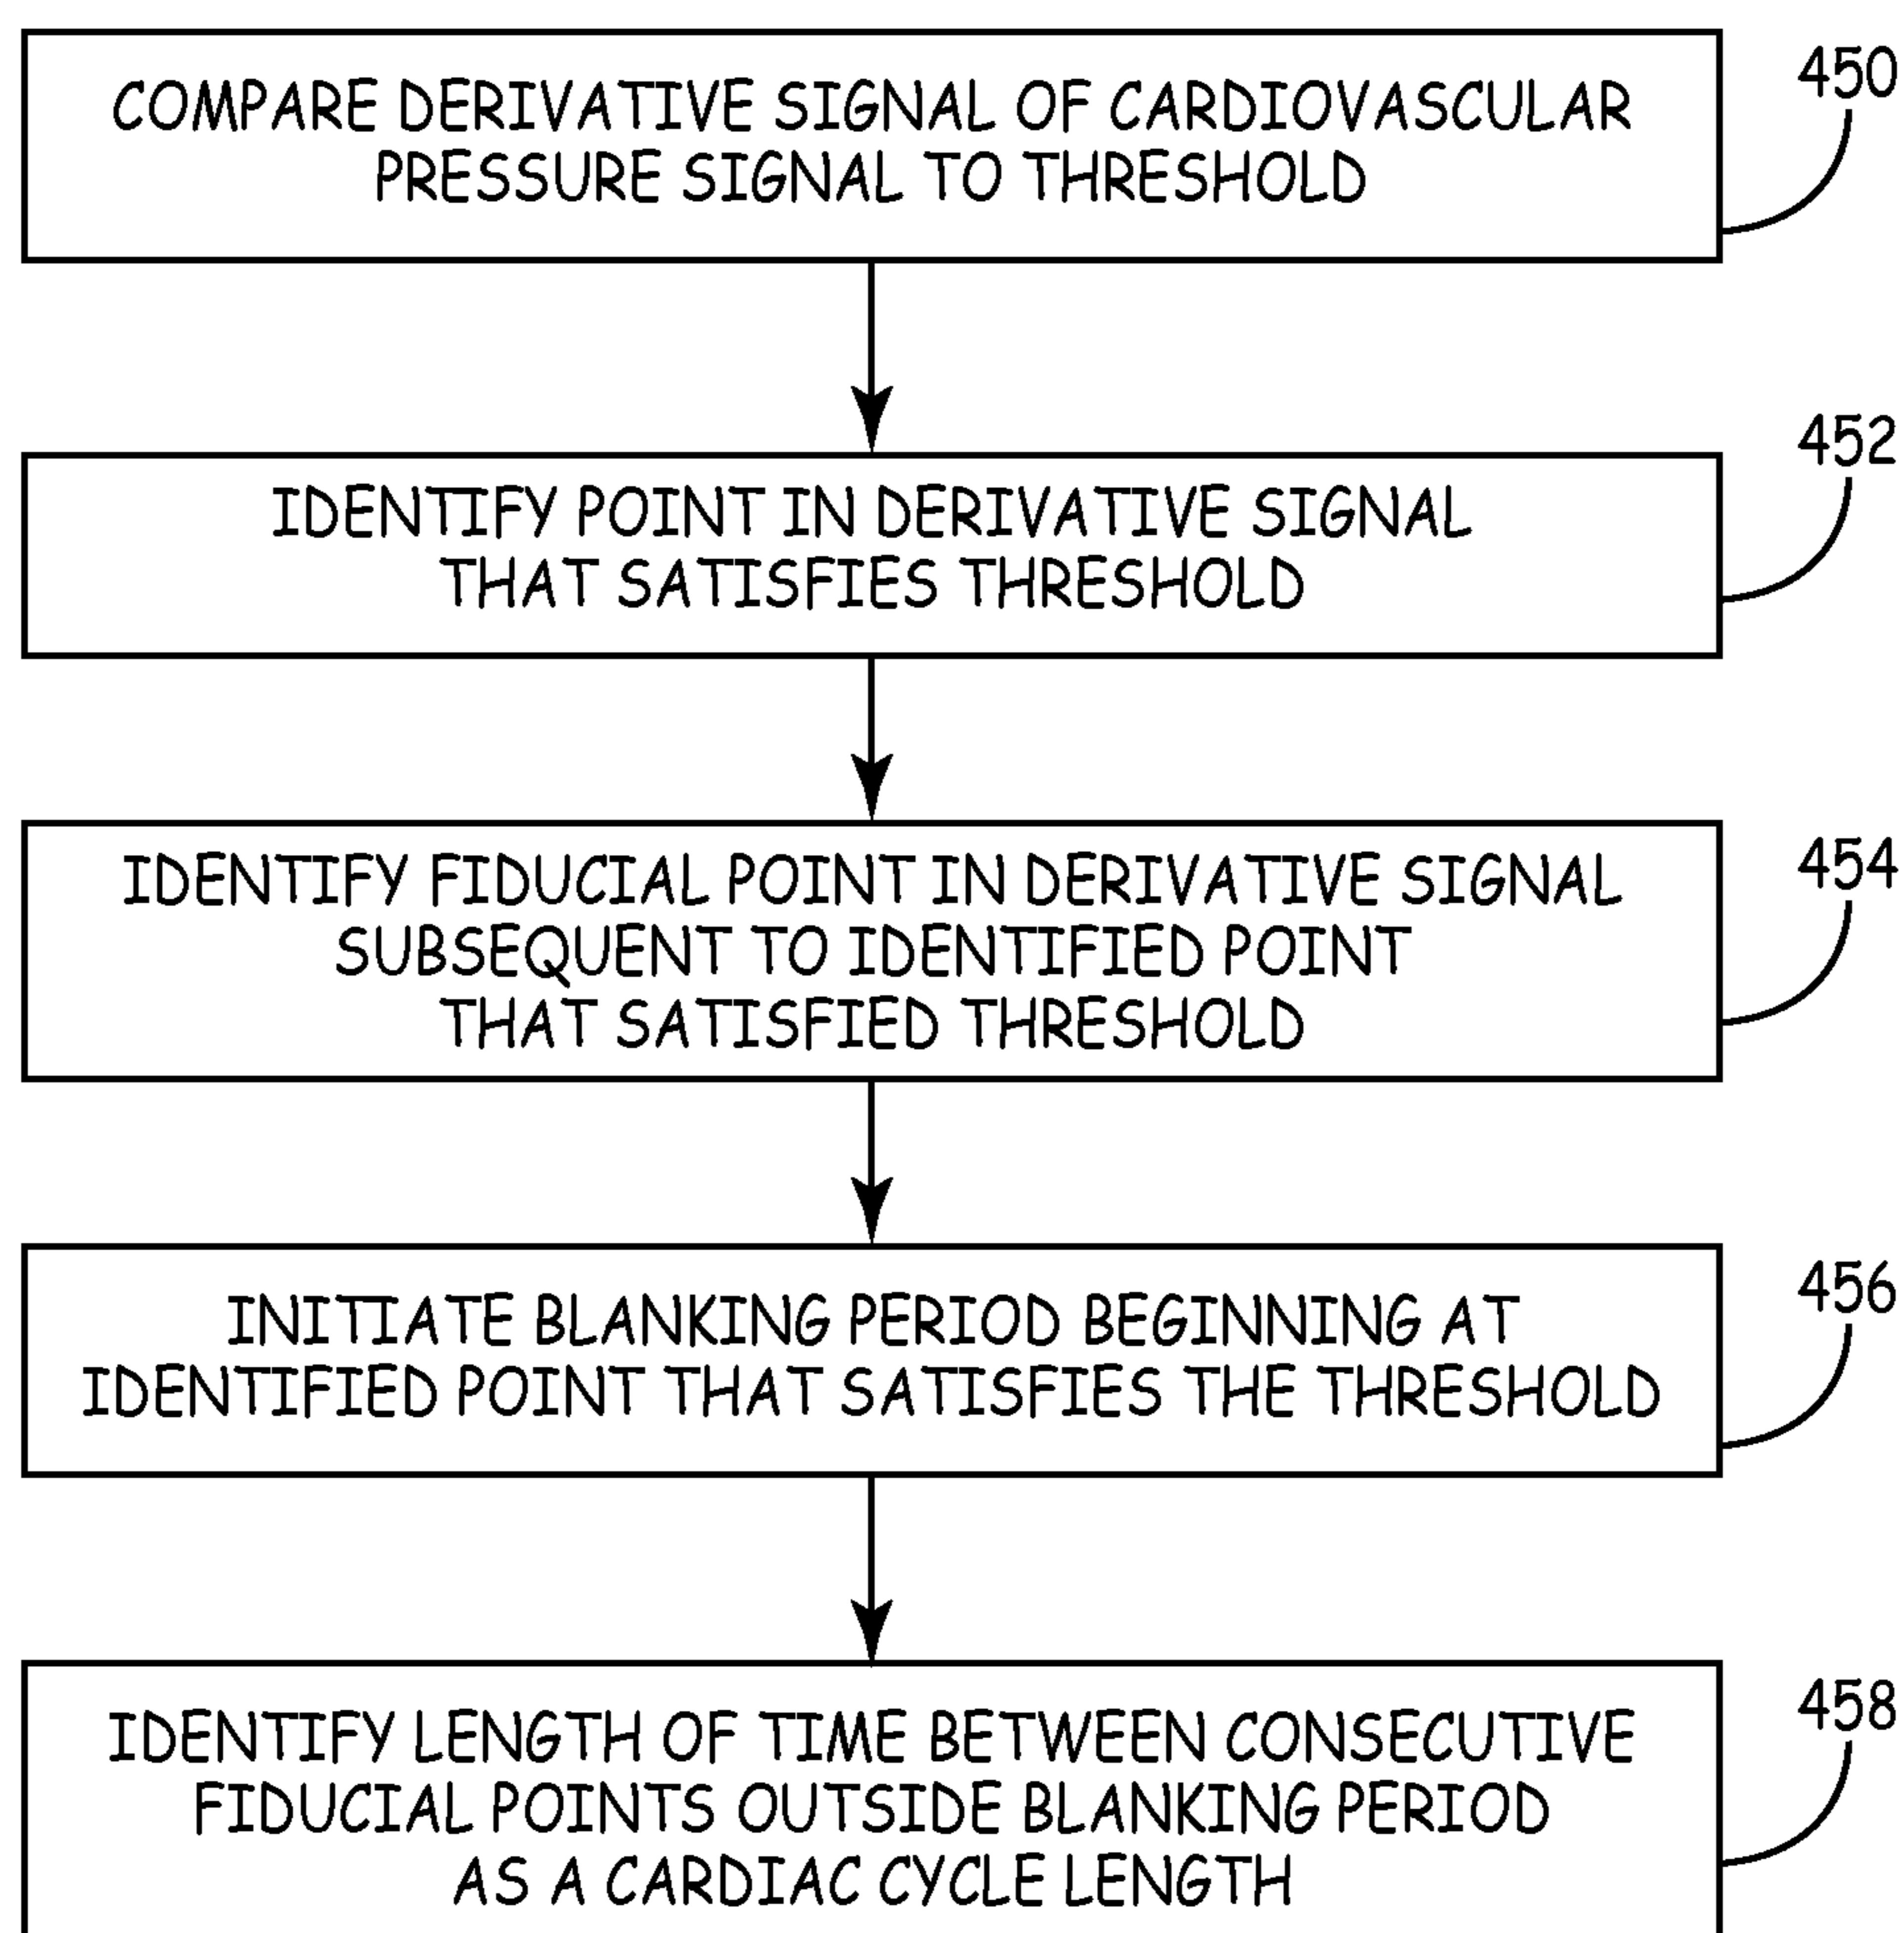 COMPARE DERIVATIVE SIGNAL OF CARDIOVASCULAR
PRESSURE SIGNAL TO THRESHOLD
450
IDENTIFY POINT IN DERIVATIVE SIGNAL
THAT SATISFIES THRESHOLD
452
IDENTIFY FIDUCIAL POINT IN DERIVATIVE SIGNAL
SUBSEQUENT TO IDENTIFIED POINT
THAT SATISFIED THRESHOLD
454
INITIATE BLANKING PERIOD BEGINNING AT
IDENTIFIED POINT THAT SATISFIES THE THRESHOLD
456
IDENTIFY LENGTH OF TIME BETWEEN CONSECUTIVE
FIDUCIAL POINTS OUTSIDE BLANKING PERIOD
AS A CARDIAC CYCLE LENGTH
458